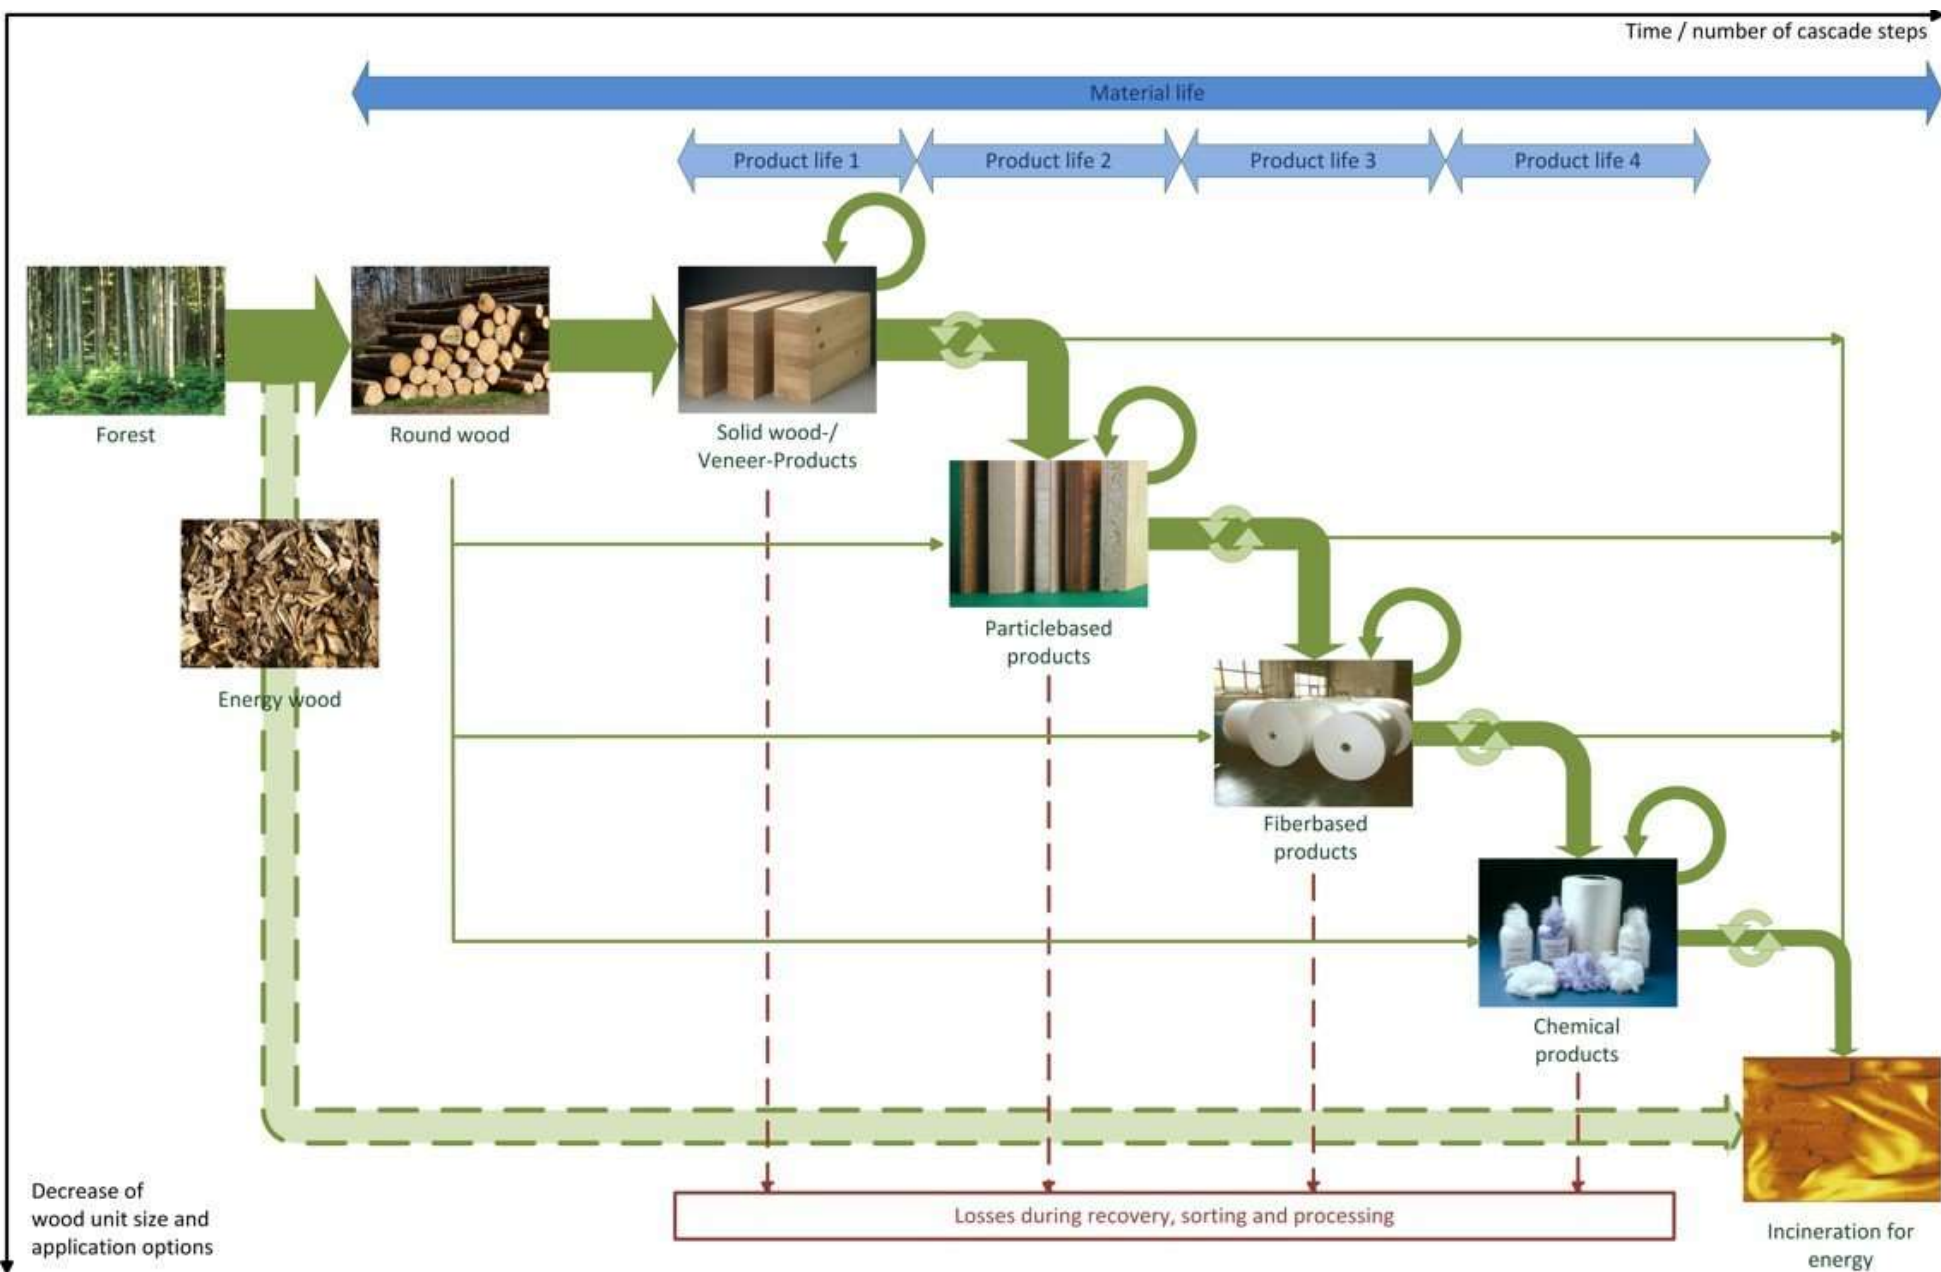 Time / number of cascade steps
Material life
Product life 1
Product life 2
Product life 3
Product life 4
Forest
Round wood
Solid wood-/
Veneer-Products
Particlebased
products
Energy wood
Fiberbased
products
Chemical
products
Decrease of
wood unit size and
application options
Losses during recovery, sorting and processing
Incineration for
energy